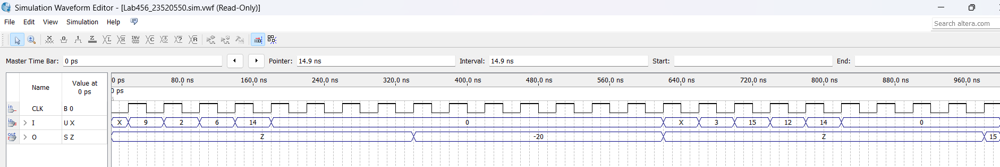 Simulation Waveform Editor - [Lab456_23520550.sim.vwf (Read-Only)]
File Edit View Simulation Help
Search altera.com
Master Time Bar: 0 ps Pointer: 14.9 ns Interval: 14.9 ns Start: End:
Name Value at 0 ps
0 ps 80.0 ns 160.0 ns 240.0 ns 320.0 ns 400.0 ns 480.0 ns 560.0 ns 640.0 ns 720.0 ns 800.0 ns 880.0 ns 960.0 ns
0 ps
in CLK B 0
in I U X X 9 2 6 14 0 X 3 15 12 14 0
out O S Z Z -20 Z 15